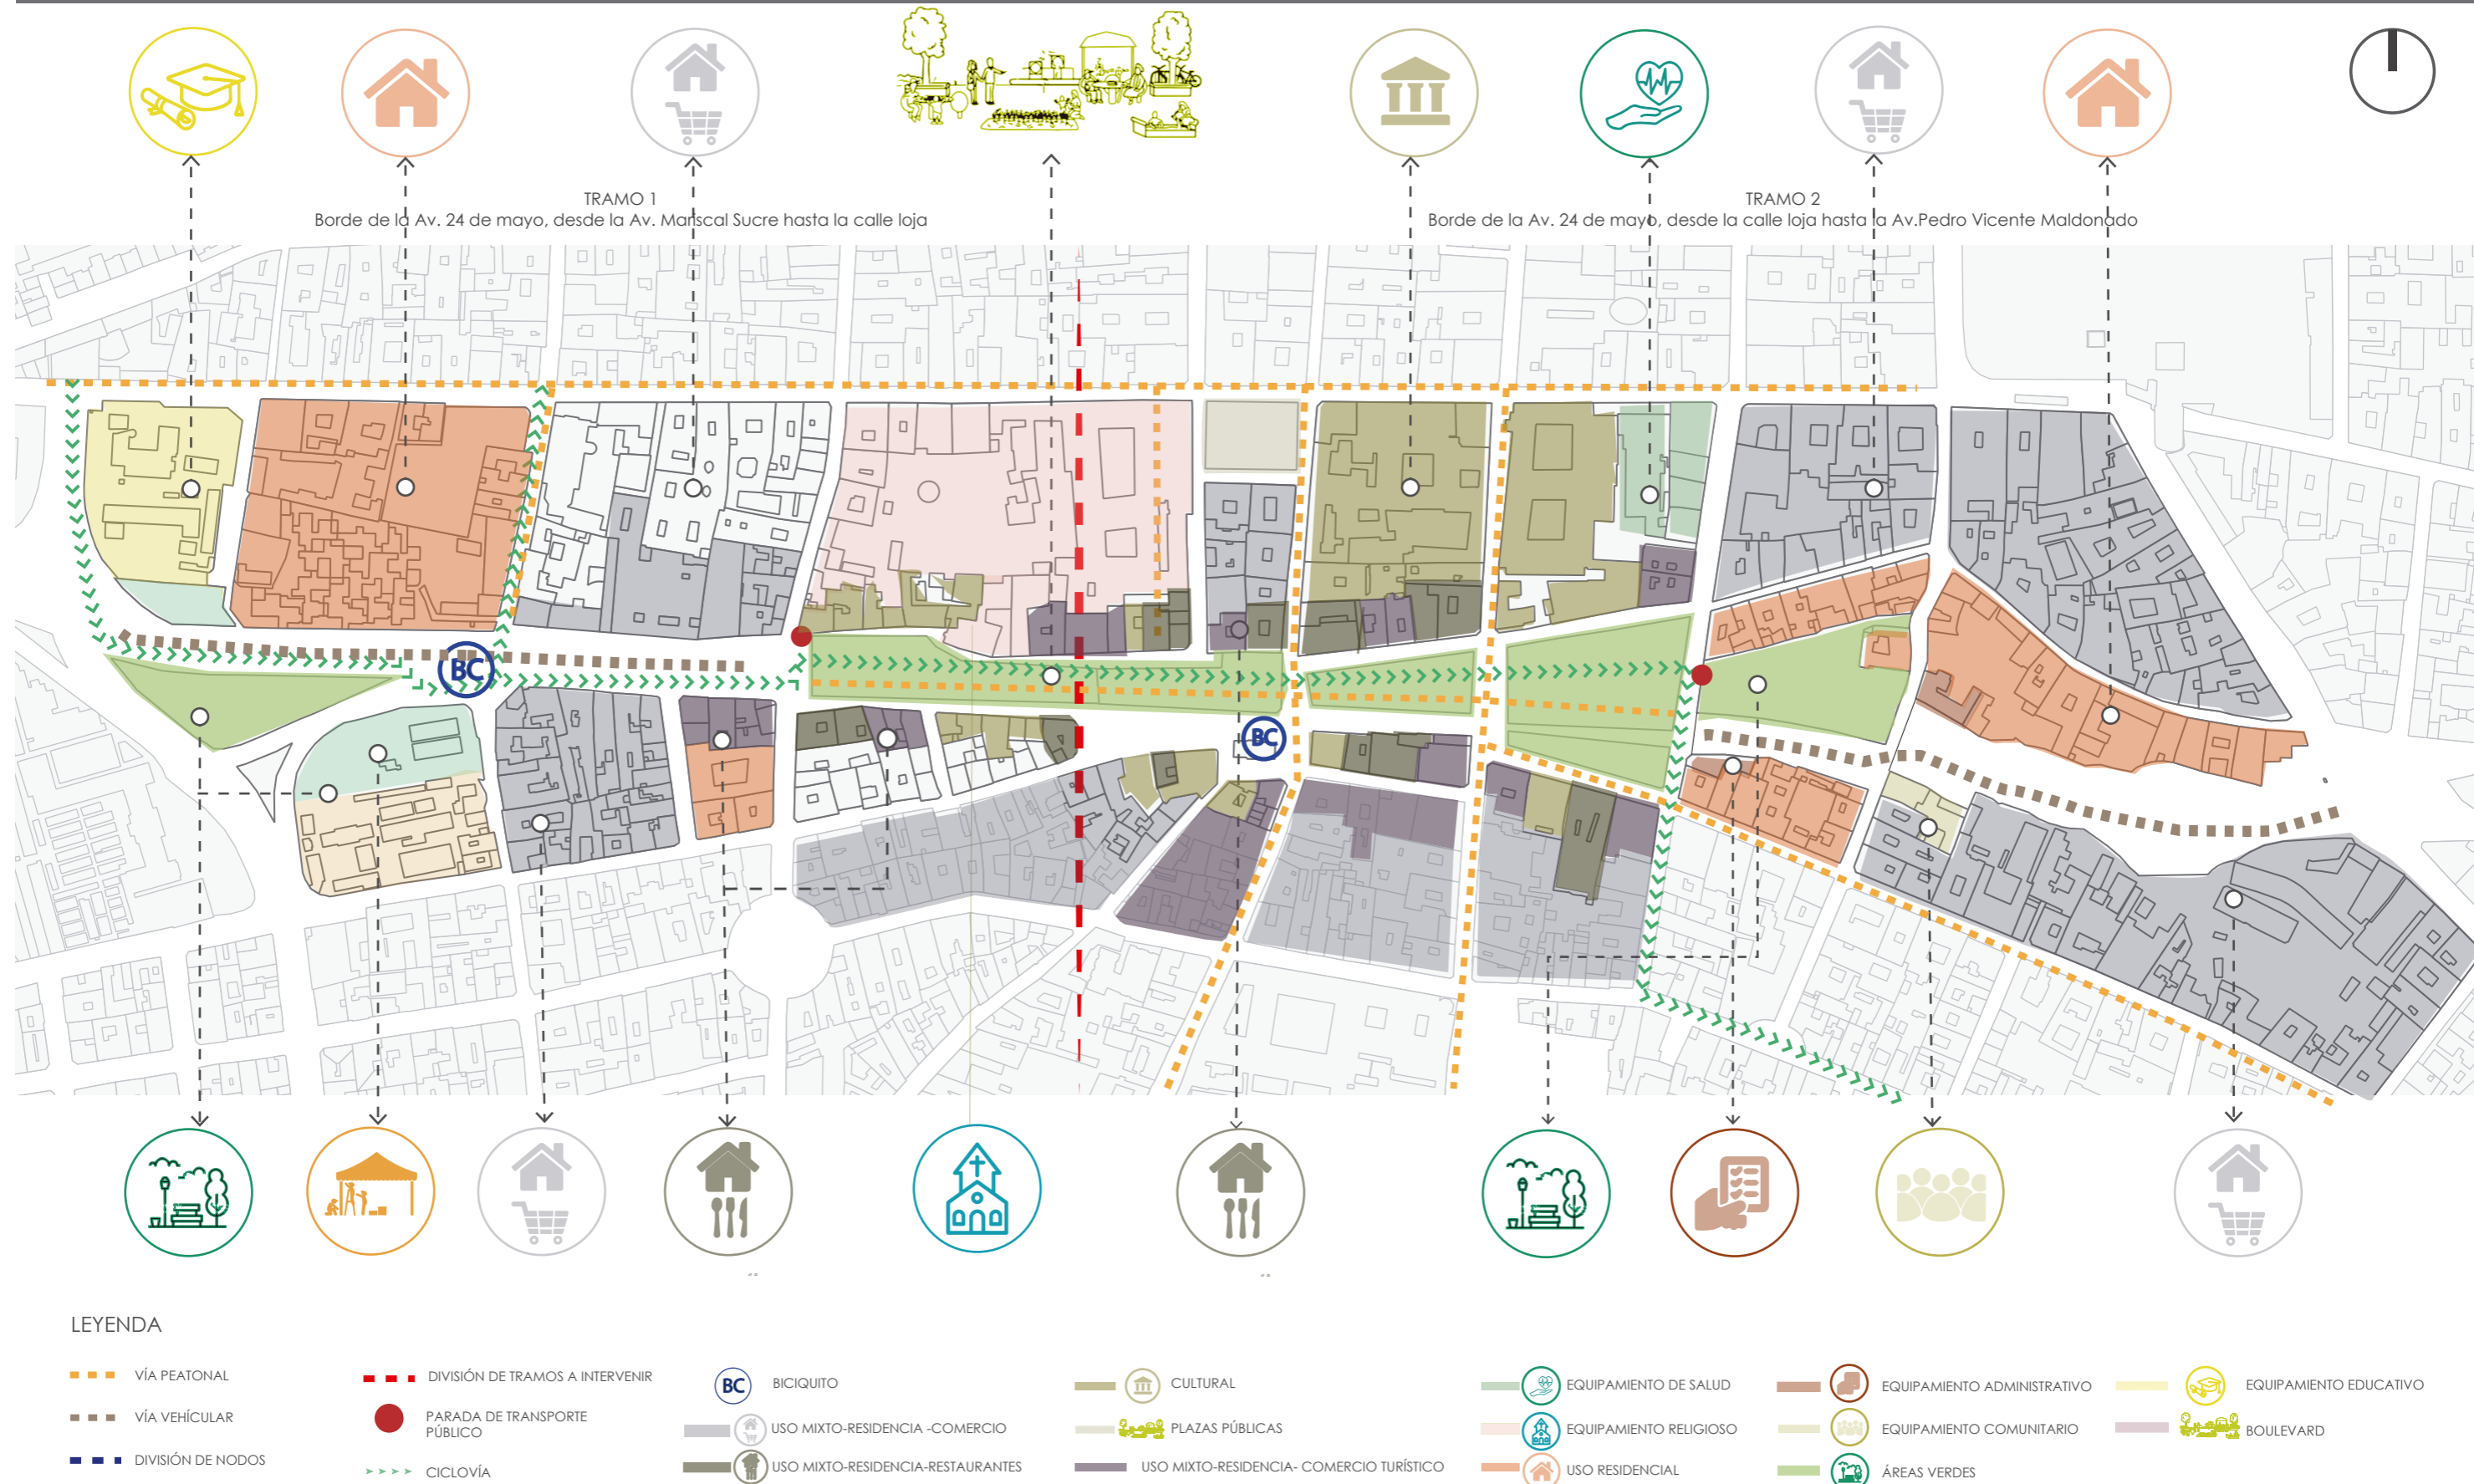 TRAMO 1
Borde de la Av. 24 de mayo, desde la Av. Mariscal Sucre hasta la calle loja
TRAMO 2
Borde de la Av. 24 de mayo, desde la calle loja hasta la Av.Pedro Vicente Maldonado
BC
BC
LEYENDA
VÍA PEATONAL
VÍA VEHÍCULAR
DIVISIÓN DE NODOS
DIVISIÓN DE TRAMOS A INTERVENIR
PARADA DE TRANSPORTE
PÚBLICO
CICLOVÍA
BC
BICIQUITO
USO MIXTO-RESIDENCIA -COMERCIO
USO MIXTO-RESIDENCIA-RESTAURANTES
CULTURAL
PLAZAS PÚBLICAS
USO MIXTO-RESIDENCIA- COMERCIO TURÍSTICO
EQUIPAMIENTO DE SALUD
EQUIPAMIENTO RELIGIOSO
USO RESIDENCIAL
EQUIPAMIENTO ADMINISTRATIVO
EQUIPAMIENTO COMUNITARIO
ÁREAS VERDES
EQUIPAMIENTO EDUCATIVO
BOULEVARD